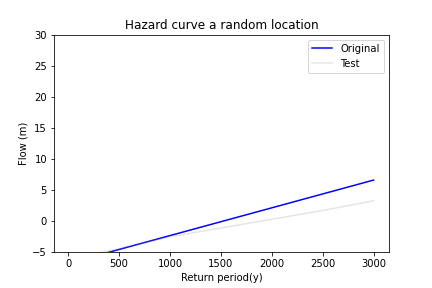 Hazard curve a random location
Original
Test
Flow (m)
30
25
20
15
10
5
0
−5
0 500 1000 1500 2000 2500 3000
Return period(y)